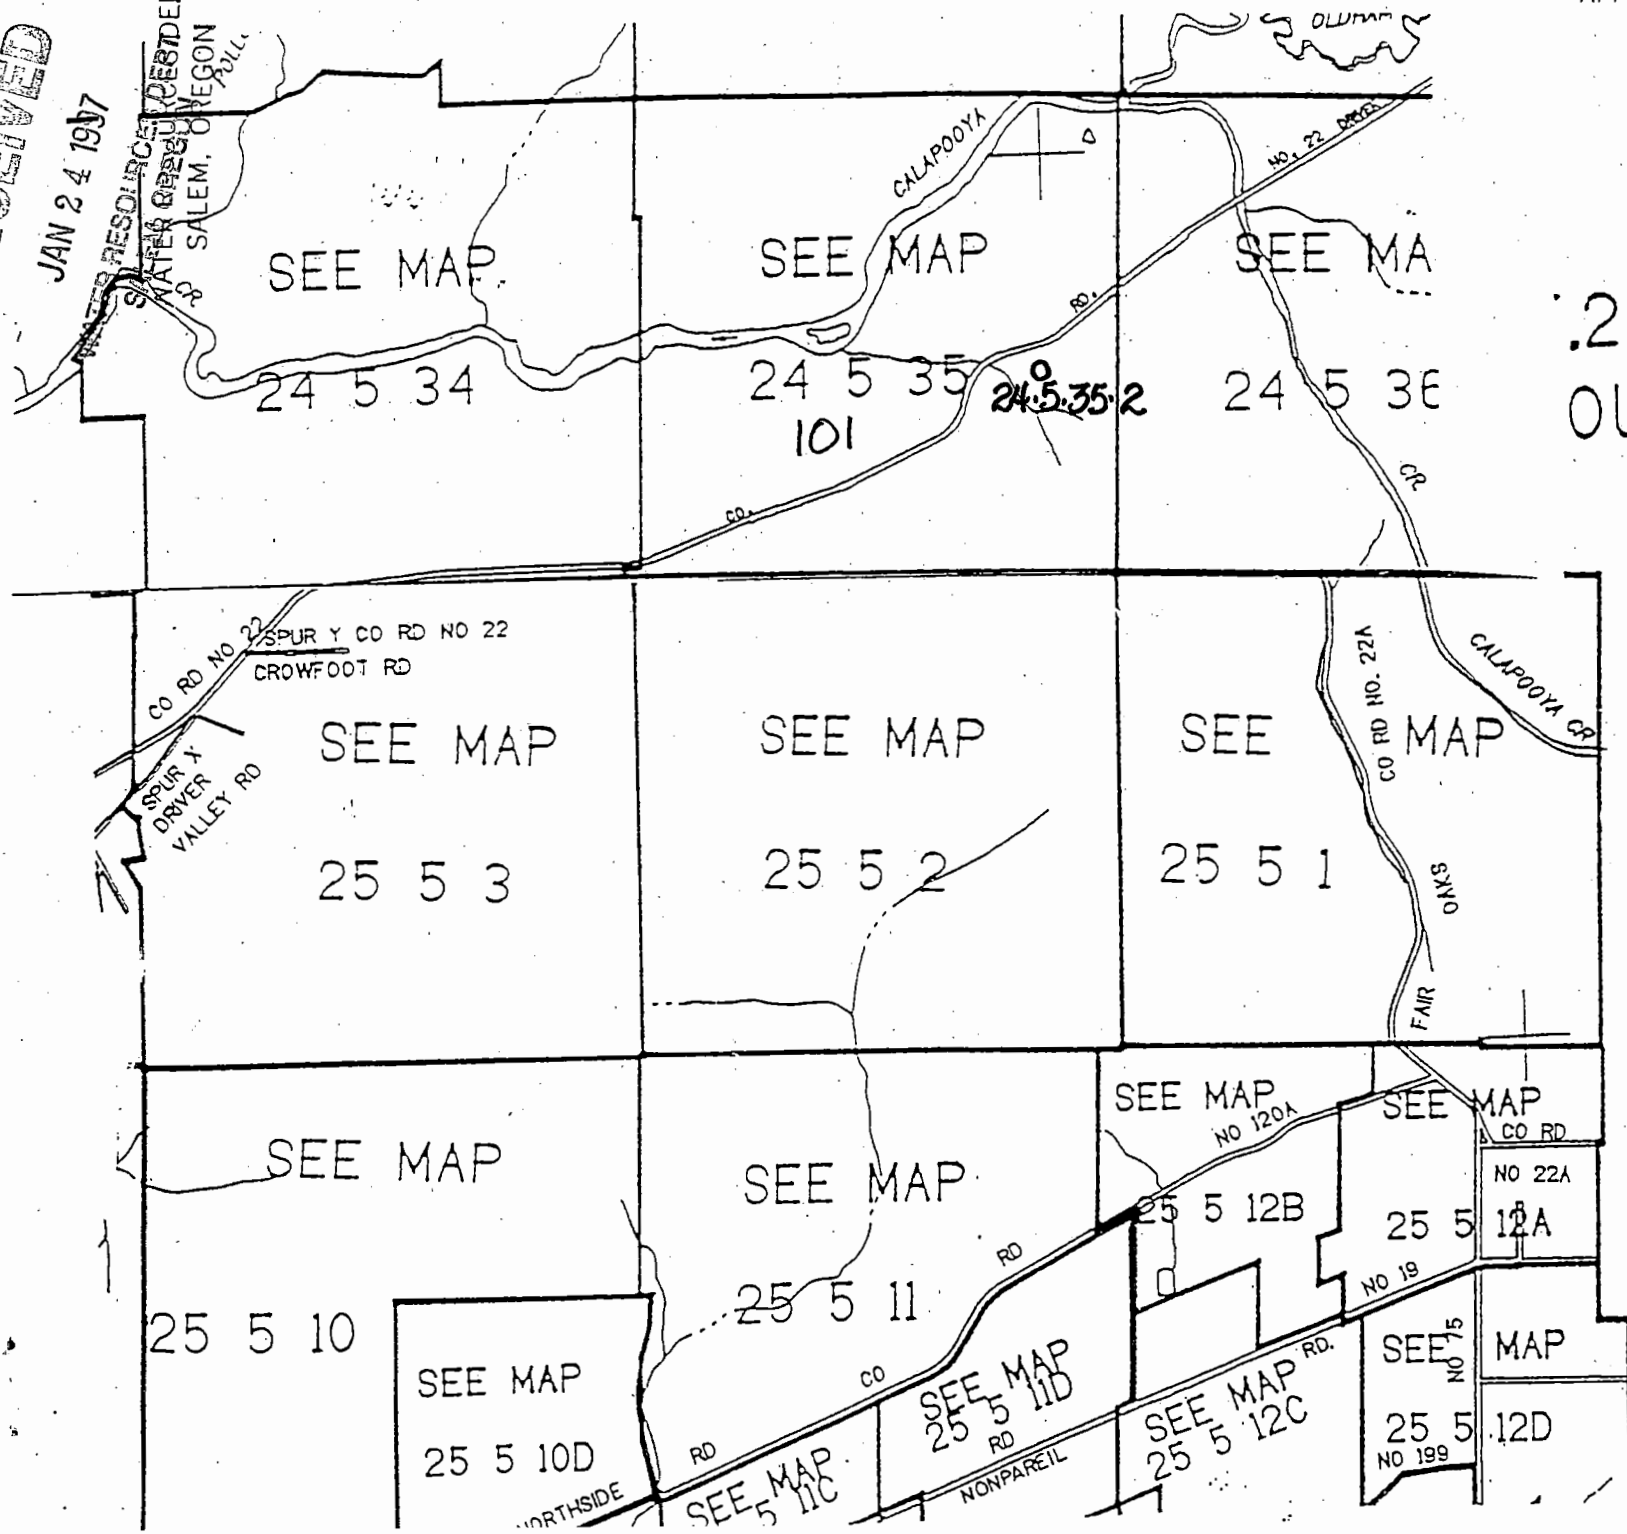 JAN 24 1997
SALEM, OREGON
CR
OLDHAM
CALAPOOYA
NO. 22
SEE MAP
SEE MAP
SEE MA
RD.
.2
24 5 34
24 5 35
24.5.35.2
24 5 36
OU
101
CR
CO.
CO RD NO 22
SPUR Y CO RD NO 22
CROWFOOT RD
CO RD NO. 22A
CALAPOOYA CR
SEE MAP
SEE MAP
SEE MAP
SPUR X
DRIVER
VALLEY RD
25 5 3
25 5 2
25 5 1
OAKS
FAIR
SEE MAP
NO 120A
SEE MAP
CO RD
SEE MAP
SEE MAP
NO 22A
25 5 12B
25 5 12A
RD
NO 19
25 5 10
25 5 11
SEE MAP
NO 75
SEE MAP
25 5 10D
CO
SEE MAP
25 5 11D
RD.
SEE MAP
25 5 12C
25 5 12D
NO 199
RD
RD
NONPAREIL
SEE MAP
5 11C
NORTHSIDE